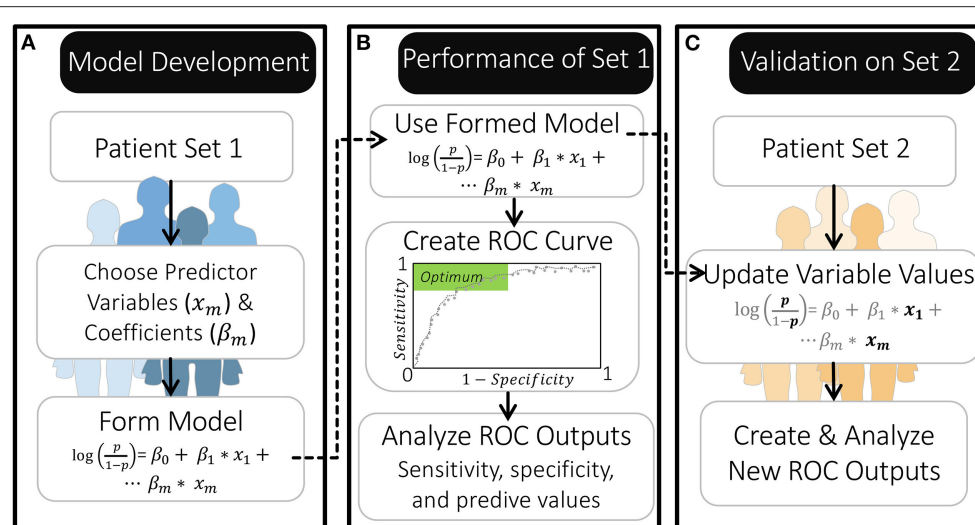 A
Model Development
Patient Set 1
Choose Predictor
Variables (x_m) &
Coefficients (β_m)
Form Model
log(p/1−p)= β_0 + β_1 * x_1 +
⋯ β_m * x_m
B
Performance of Set 1
Use Formed Model
log(p/1−p)= β_0 + β_1 * x_1 +
⋯ β_m * x_m
Create ROC Curve
1
Optimum
Sensitivity
0
1 − Specificity
1
Analyze ROC Outputs
Sensitivity, specificity,
and predive values
C
Validation on Set 2
Patient Set 2
Update Variable Values
log(p/1−p)= β_0 + β_1 * x_1 +
⋯ β_m * x_m
Create & Analyze
New ROC Outputs